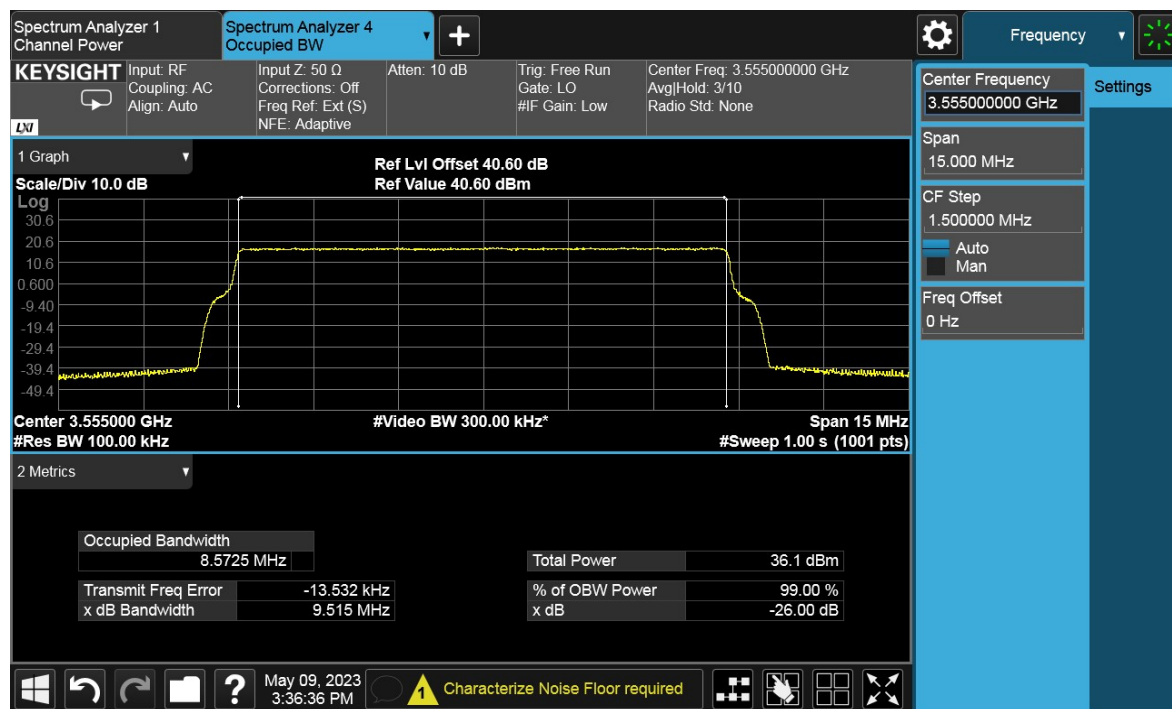 Spectrum Analyzer 1
Channel Power
Spectrum Analyzer 4
Occupied BW
+
Frequency
KEYSIGHT
LXI
Input: RF
Coupling: AC
Align: Auto
Input Z: 50 Ω
Corrections: Off
Freq Ref: Ext (S)
NFE: Adaptive
Atten: 10 dB
Trig: Free Run
Gate: LO
#IF Gain: Low
Center Freq: 3.555000000 GHz
Avg|Hold: 3/10
Radio Std: None
Center Frequency
3.555000000 GHz
Settings
Span
15.000 MHz
CF Step
1.500000 MHz
Auto
Man
Freq Offset
0 Hz
1 Graph
Scale/Div 10.0 dB
Ref Lvl Offset 40.60 dB
Ref Value 40.60 dBm
Log
30.6
20.6
10.6
0.600
-9.40
-19.4
-29.4
-39.4
-49.4
Center 3.555000 GHz
#Video BW 300.00 kHz*
Span 15 MHz
#Res BW 100.00 kHz
#Sweep 1.00 s (1001 pts)
2 Metrics
Occupied Bandwidth
8.5725 MHz
Total Power 36.1 dBm
Transmit Freq Error -13.532 kHz
% of OBW Power 99.00 %
x dB Bandwidth 9.515 MHz
x dB -26.00 dB
?
May 09, 2023
3:36:36 PM
1
Characterize Noise Floor required